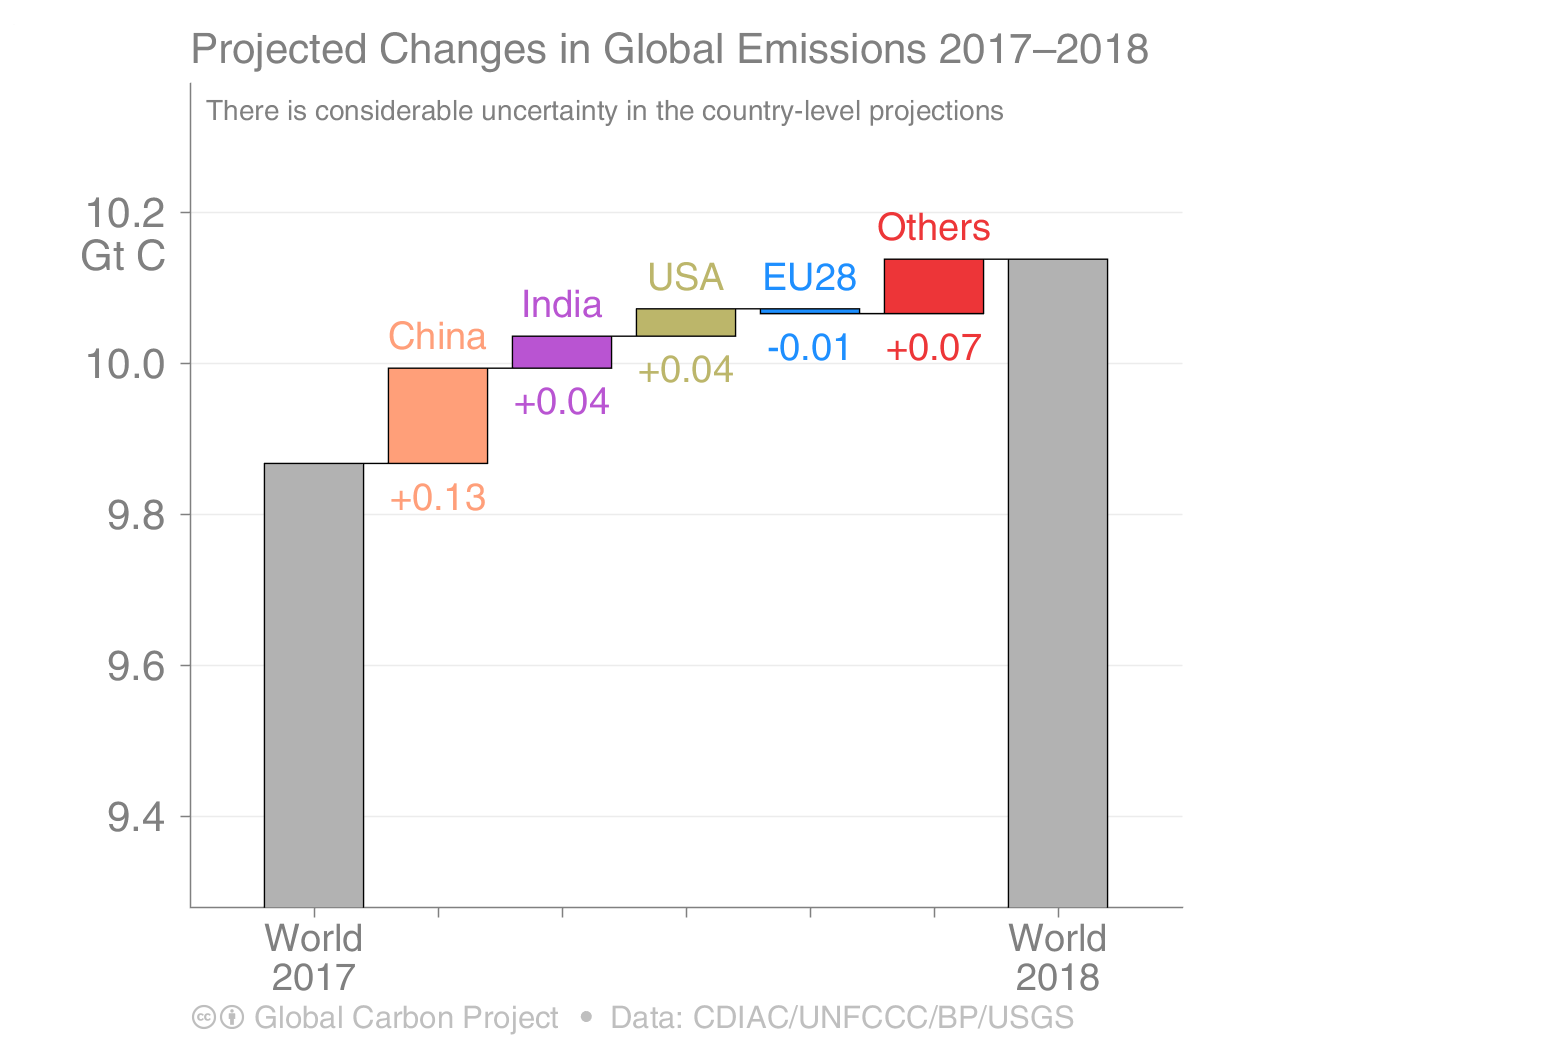 Projected Changes in Global Emissions 2017–2018
There is considerable uncertainty in the country-level projections
10.2
Gt C
10.0
9.8
9.6
9.4
China
+0.13
India
+0.04
USA
+0.04
EU28
-0.01
Others
+0.07
World
2017
World
2018
cc Global Carbon Project • Data: CDIAC/UNFCCC/BP/USGS